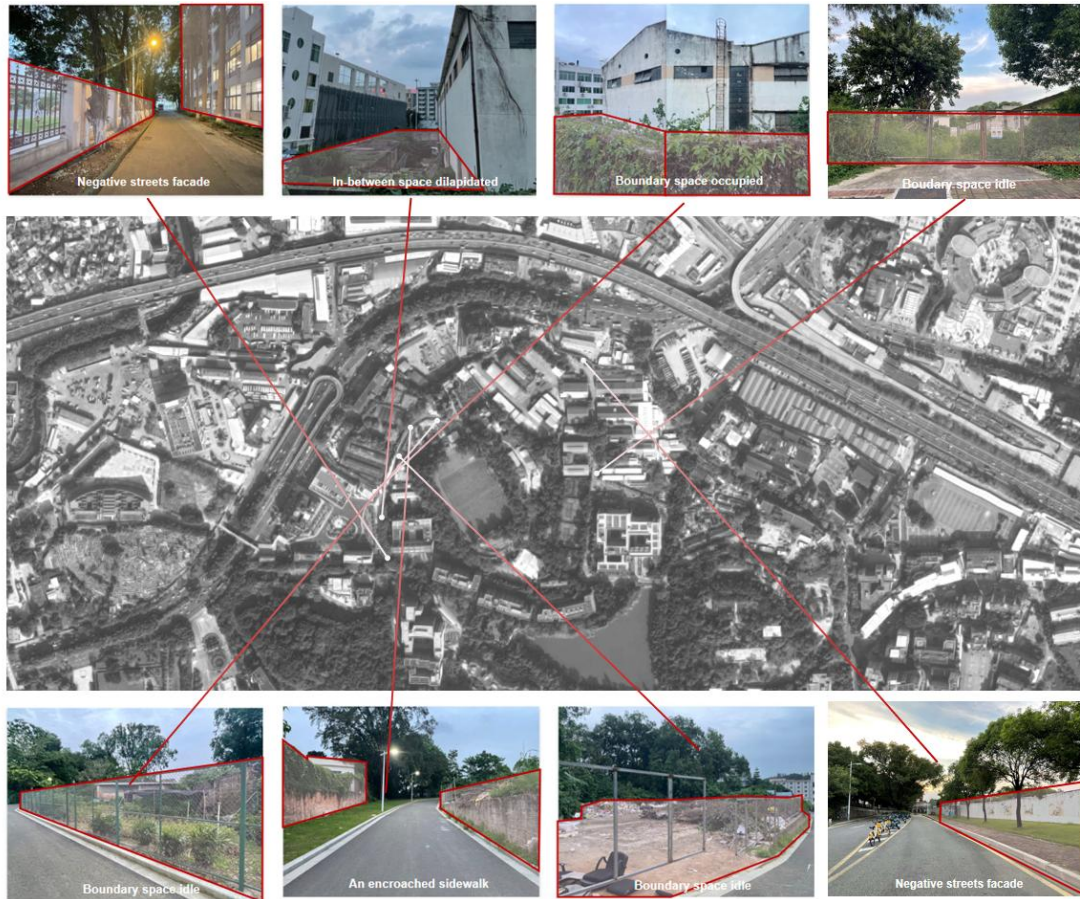 Negative streets facade
In-between space dilapidated
Boundary space occupied
Boudary space idle
Boundary space idle
An encroached sidewalk
Boundary space idle
Negative streets facade